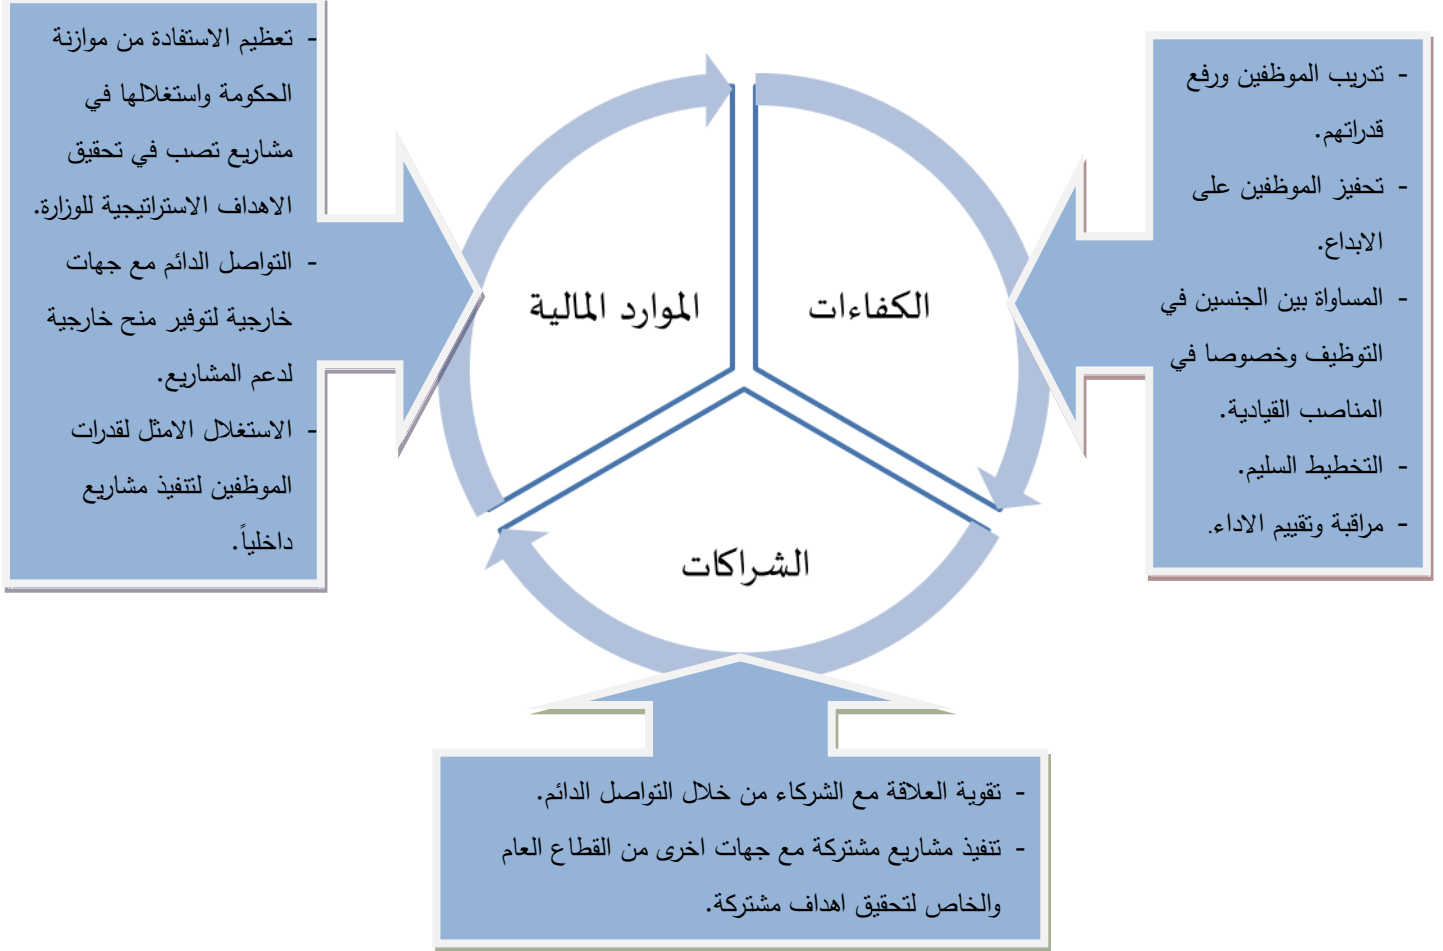 - تدريب الموظفين ورفع
قدراتهم.
- تحفيز الموظفين على
الابداع.
- المساواة بين الجنسين في
التوظيف وخصوصا في
المناصب القيادية.
- التخطيط السليم.
- مراقبة وتقييم الاداء.
الكفاءات
الموارد المالية
- تعظيم الاستفادة من موازنة
الحكومة واستغلالها في
مشاريع تصب في تحقيق
الاهداف الاستراتيجية للوزارة.
- التواصل الدائم مع جهات
خارجية لتوفير منح خارجية
لدعم المشاريع.
- الاستغلال الامثل لقدرات
الموظفين لتنفيذ مشاريع
داخلياً.
الشراكات
- تقوية العلاقة مع الشركاء من خلال التواصل الدائم.
- تنفيذ مشاريع مشتركة مع جهات اخرى من القطاع العام
والخاص لتحقيق اهداف مشتركة.